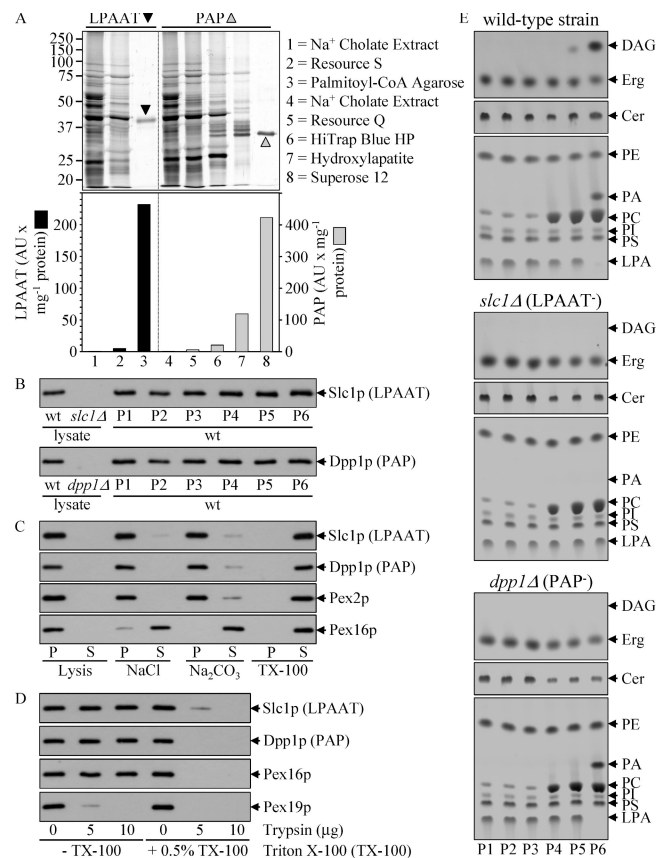 A
LPAAT ▼ PAP △
150
100
75
50
37
25
20
1 = Na⁺ Cholate Extract
2 = Resource S
3 = Palmitoyl-CoA Agarose
4 = Na⁺ Cholate Extract
5 = Resource Q
6 = HiTrap Blue HP
7 = Hydroxylapatite
8 = Superose 12
LPAAT (AU x mg⁻¹ protein)
200
150
100
50
0
400
300
200
100
0
PAP (AU x mg⁻¹ protein)
1 2 3 4 5 6 7 8
B
Slc1p (LPAAT)
wt slc1Δ P1 P2 P3 P4 P5 P6
lysate wt
Dpp1p (PAP)
wt dpp1Δ P1 P2 P3 P4 P5 P6
lysate wt
C
Slc1p (LPAAT)
Dpp1p (PAP)
Pex2p
Pex16p
P S P S P S P S
Lysis NaCl Na₂CO₃ TX-100
D
Slc1p (LPAAT)
Dpp1p (PAP)
Pex16p
Pex19p
0 5 10 0 5 10 Trypsin (µg)
- TX-100 + 0.5% TX-100 Triton X-100 (TX-100)
E
wild-type strain
DAG
Erg
Cer
PE
PA
PC
PI
PS
LPA
slc1Δ (LPAAT⁻)
DAG
Erg
Cer
PE
PA
PC
PI
PS
LPA
dpp1Δ (PAP⁻)
DAG
Erg
Cer
PE
PA
PC
PI
PS
LPA
P1 P2 P3 P4 P5 P6